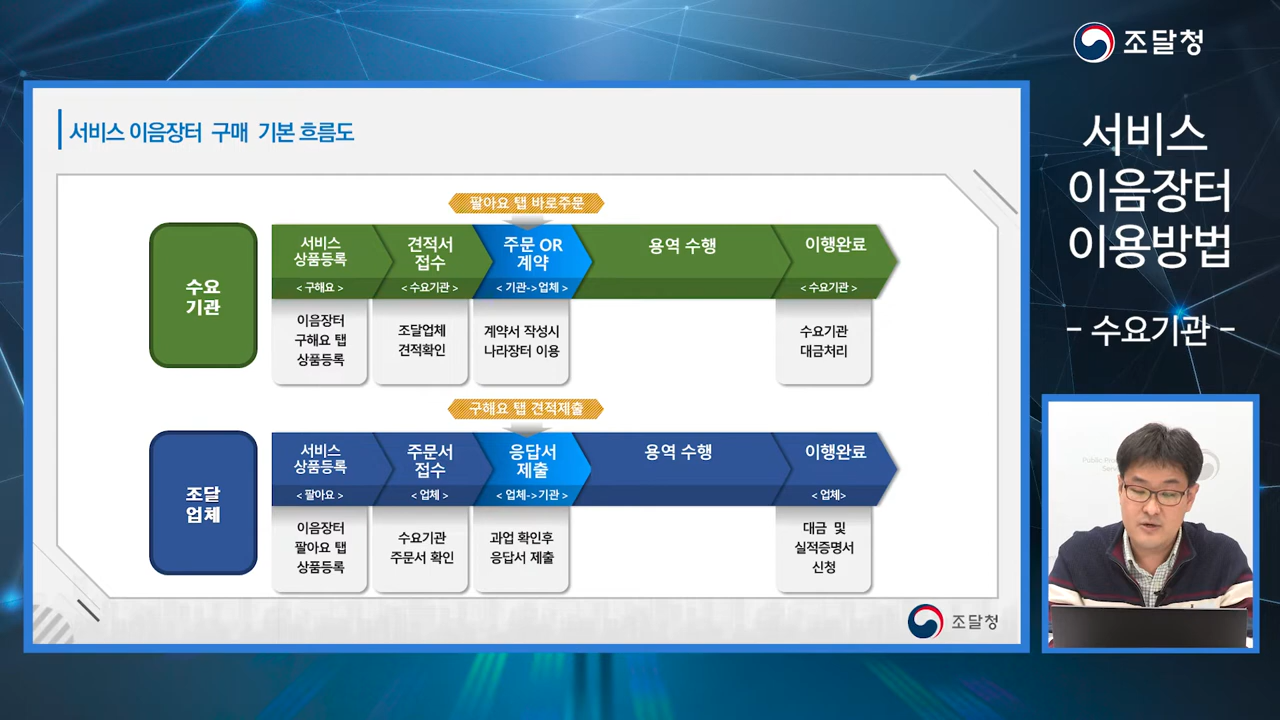 조달청
서비스
이음장터
이용방법
- 수요기관 -
서비스 이음장터 구매 기본 흐름도
팔아요 탭 바로주문
수요
기관
서비스
상품등록
< 구해요 >
견적서
접수
< 수요기관 >
주문 OR
계약
< 기관->업체 >
용역 수행
이행완료
< 수요기관 >
이음장터
구해요 탭
상품등록
조달업체
견적확인
계약서 작성시
나라장터 이용
수요기관
대금처리
구해요 탭 견적제출
조달
업체
서비스
상품등록
< 팔아요 >
주문서
접수
< 업체 >
응답서
제출
< 업체->기관 >
용역 수행
이행완료
< 업체>
이음장터
팔아요 탭
상품등록
수요기관
주문서 확인
과업 확인후
응답서 제출
대금 및
실적증명서
신청
조달청